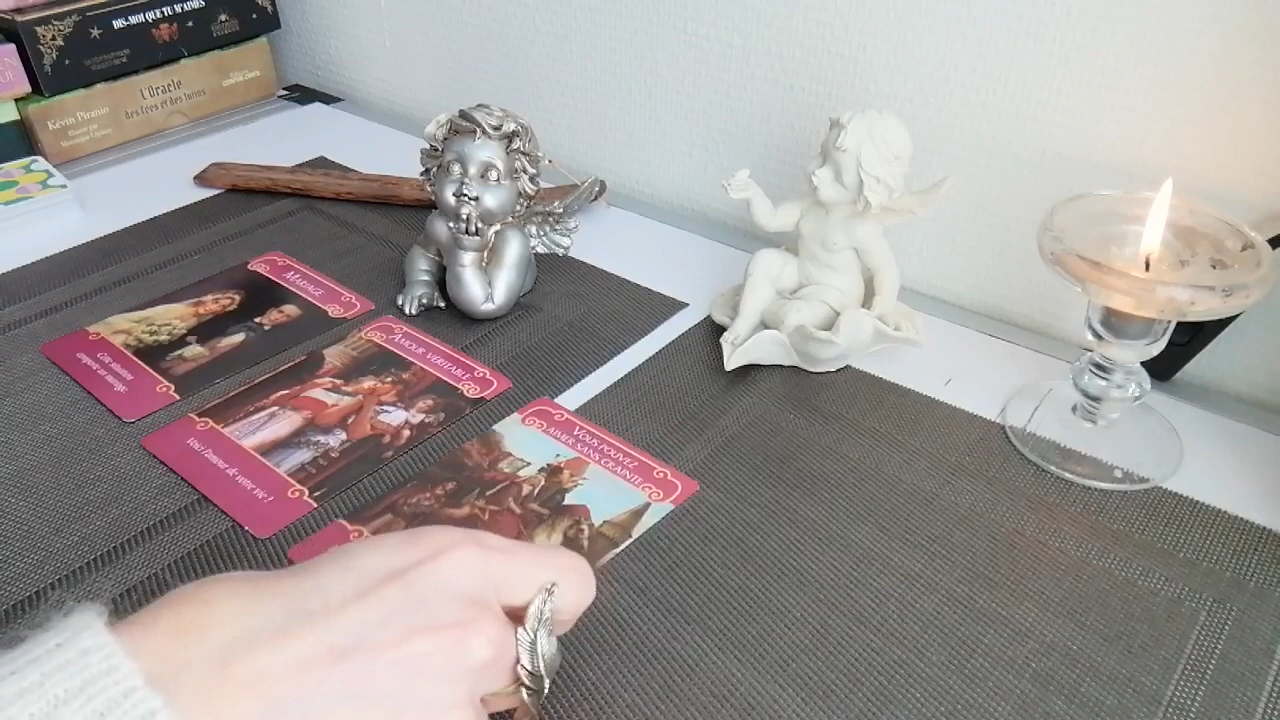 DIS-MOI QUE TU M'AIMES
Kévin Piranio
L'Oracle
des fées et des lutins
MARIAGE
Cette situation
comporte un mariage.
AMOUR VÉRITABLE
Voici l'amour de votre vie !
VOUS POUVEZ
AIMER SANS CRAINTE